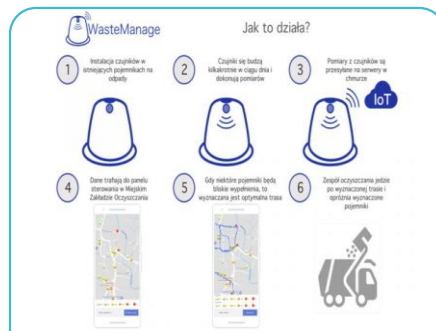 WasteManage
Jak to działa?
1
Instalacja czujników w
istniejących pojemnikach na
odpady
2
Czujniki się budzą
kilkakrotnie w ciągu dnia i
dokonują pomiarów
3
Pomiary z czujników są
przesyłane na serwery w
chmurze
IoT
4
Dane trafiają do panelu
sterowania w Miejskim
Zakładzie Oczyszczania
5
Gdy niektóre pojemniki będą
bliskie wypełnienia, to
wyznaczana jest optymalna trasa
6
Zespół oczyszczania jedzie
po wyznaczonej trasie i
opróżnia wyznaczone
pojemniki